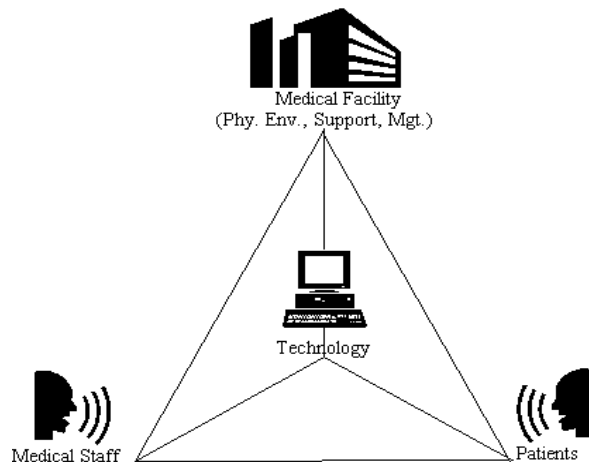 Medical Facility
(Phy. Env., Support, Mgt.)
Technology
Medical Staff
Patients